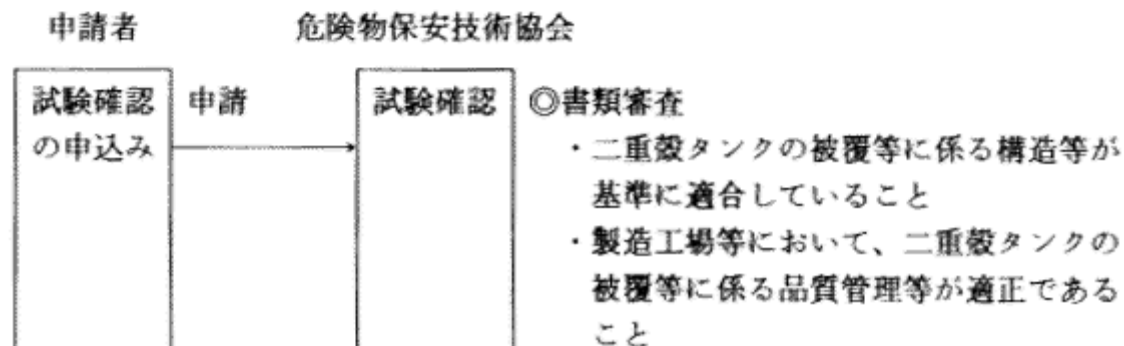 申請者
危険物保安技術協会
試験確認
の申込み
申請
試験確認
◎書類審査
・二重殻タンクの被覆等に係る構造等が
基準に適合していること
・製造工場等において、二重殻タンクの
被覆等に係る品質管理等が適正である
こと